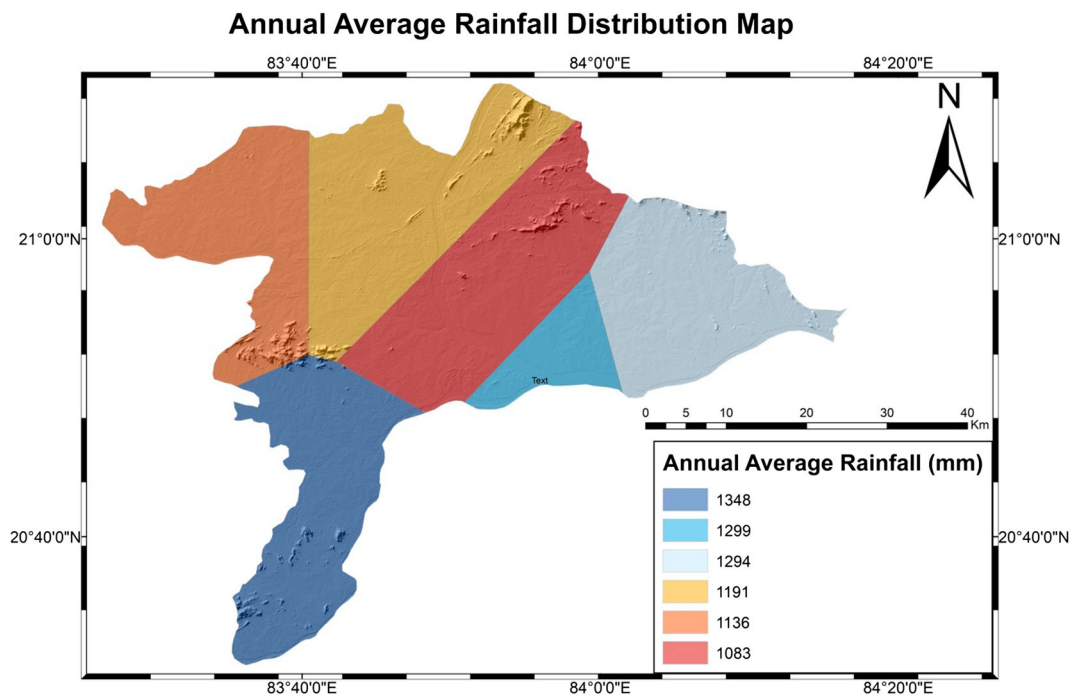 Annual Average Rainfall Distribution Map
83°40'0"E 84°0'0"E 84°20'0"E
N
21°0'0"N 21°0'0"N
Text
0 5 10 20 30 40
Km
Annual Average Rainfall (mm)
1348
1299
1294
1191
1136
1083
20°40'0"N 20°40'0"N
83°40'0"E 84°0'0"E 84°20'0"E